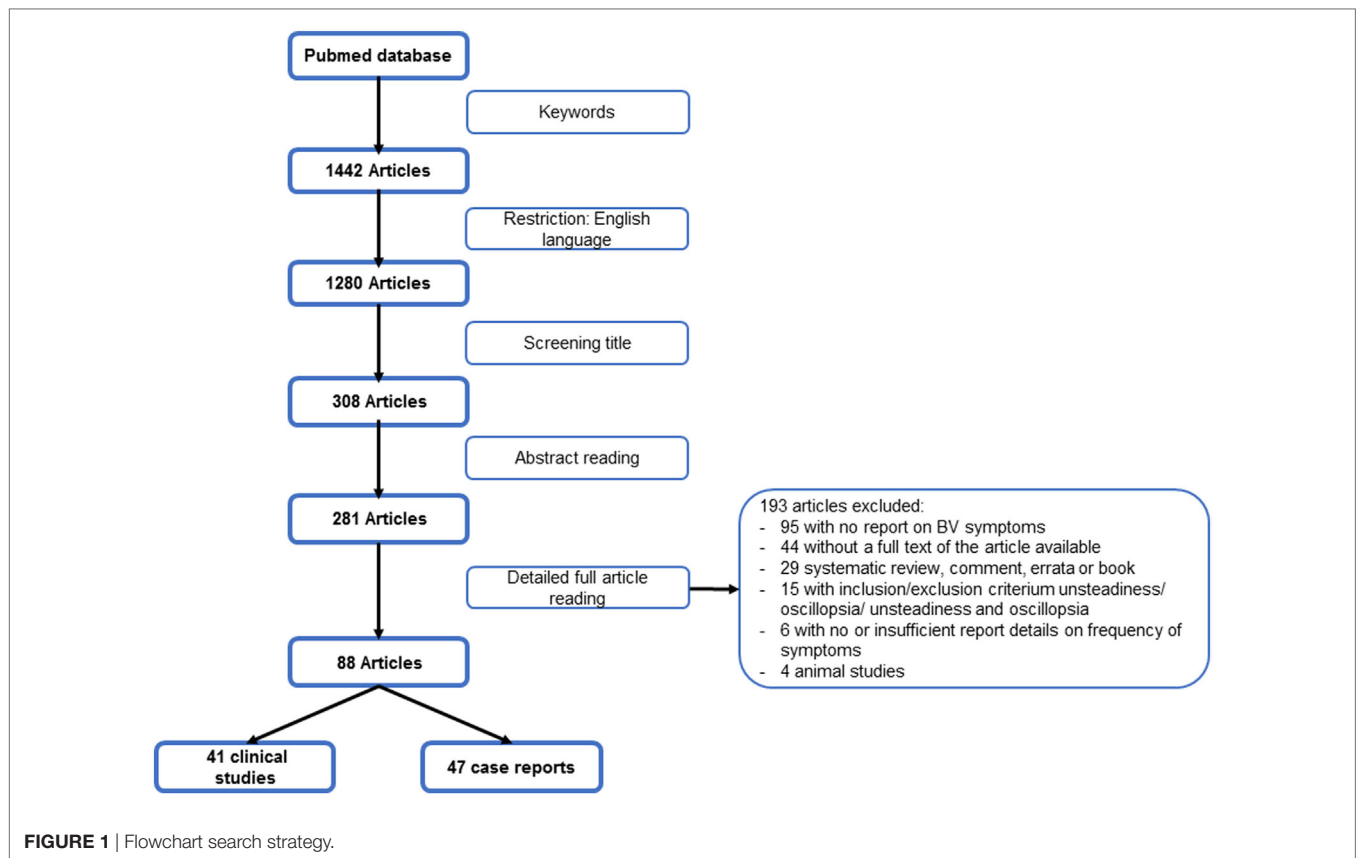 Pubmed database
Keywords
1442 Articles
Restriction: English
language
1280 Articles
Screening title
308 Articles
Abstract reading
281 Articles
Detailed full article
reading
193 articles excluded:
- 95 with no report on BV symptoms
- 44 without a full text of the article available
- 29 systematic review, comment, errata or book
- 15 with inclusion/exclusion criterium unsteadiness/
oscillopsia/ unsteadiness and oscillopsia
- 6 with no or insufficient report details on frequency of
symptoms
- 4 animal studies
88 Articles
41 clinical
studies
47 case reports
FIGURE 1 | Flowchart search strategy.